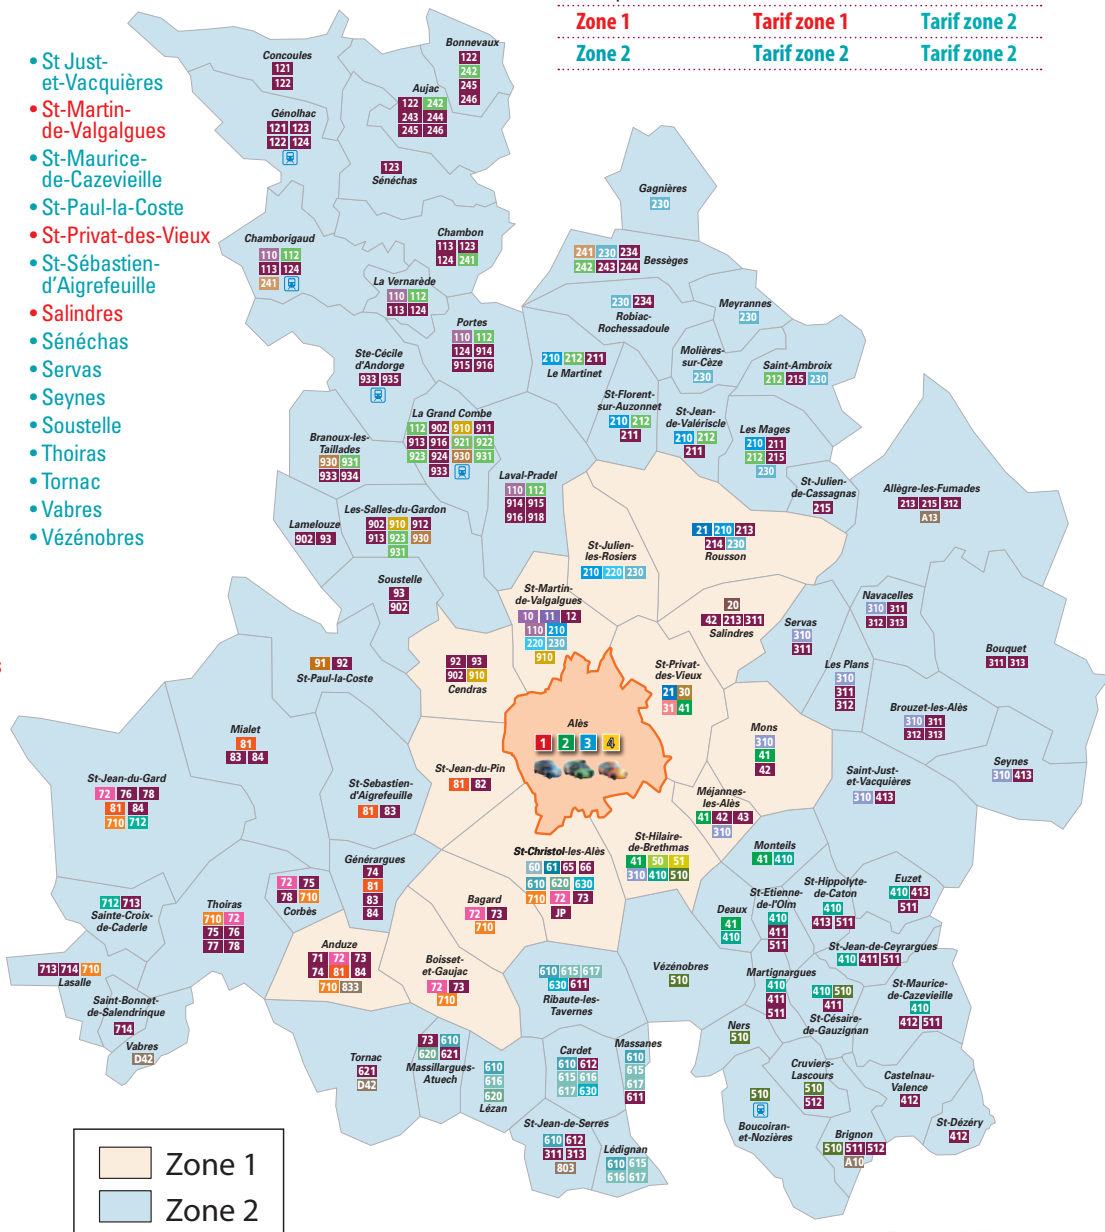 Zone 1 Tarif zone 1 Tarif zone 2
Zone 2 Tarif zone 2 Tarif zone 2
• St Just-
et-Vacquières
• St-Martin-
de-Valgalgues
• St-Maurice-
de-Cazevieille
• St-Paul-la-Coste
• St-Privat-des-Vieux
• St-Sébastien-
d'Aigrefeuille
• Salindres
• Sénéchas
• Servas
• Seynes
• Soustelle
• Thoiras
• Tornac
• Vabres
• Vézénobres
Concoules
121
122
Bonnevaux
122
242
245
246
Aujac
122 242
243 244
245 246
Génolhac
121 123
122 124
123
Sénéchas
Gagnières
230
Chamborigaud
110 112
113 124
241
Chambon
113 123
124 241
La Vernarède
110 112
113 124
241 230 234
242 243 244
Bessèges
230 234
Robiac-
Rochessadoule
Meyrannes
230
Portes
110 112
124 914
915 916
Ste-Cécile
d'Andorge
933 935
210 212 211
Le Martinet
Molières-
sur-Cèze
230
Saint-Ambroix
212 215 230
St-Florent-
sur-Auzonnet
210 212
211
St-Jean-
de-Valériscle
210 212
211
Les Mages
210 211
212 215
230
La Grand Combe
112 902 910 911
913 916 921 922
923 924 930 931
933
Branoux-les-
Taillades
930 931
933 934
Laval-Pradel
110 112
914 915
916 918
St-Julien-
de-Cassagnas
215
Allègre-les-Fumades
213 215 312
A13
Lamelouze
902 93
Les-Salles-du-Gardon
902 910 912
913 923 930
931
21 210 213
214 230
Rousson
St-Julien-
les-Rosiers
210 220 230
Soustelle
93
902
St-Martin-
de-Valgalgues
10 11 12
110 210
220 230
910
20
42 213 311
Salindres
Servas
310
311
Navacelles
310 311
312 313
Bouquet
311 313
91 92
St-Paul-la-Coste
92 93
902 910
Cendras
St-Privat-
des-Vieux
21 30
31 41
Les Plans
310
311
312
Brouzet-les-Alès
310 311
312 313
Alès
1 2 3 4
Mons
310
41
42
Seynes
310 413
Mialet
81
83 84
St-Jean-du-Gard
72 76 78
81 84
710 712
St-Sebastien-
d'Aigrefeuille
81 83
St-Jean-du-Pin
81 82
Saint-Just-
et-Vacquières
310 413
Méjannes-
les-Alès
41 42 43
310
St-Hilaire-
de-Brethmas
41 50 51
310 410 510
Monteils
41 410
St-Christol-les-Alès
60 61 65 66
610 620 630
710 72 73
JP
Générargues
74
81
83
84
72 75
78 710
Corbès
Bagard
72 73
710
712 713
Sainte-Croix-
de-Caderle
Thoiras
710 72
75 76
77 78
Deaux
41
410
St-Etienne-
de-l'Olm
410
411
511
St-Hippolyte-
de-Caton
410
413 511
Euzet
410 413
511
St-Jean-de-Ceyrargues
410 411 511
Anduze
71 72 73
74 81 84
710 833
Boisset-
et-Gaujac
72 73
710
713 714 710
Lasalle
610 615 617
630 611
Ribaute-les-
Tavernes
Vézénobres
510
Martignargues
410
411
511
410 510
411
St-Césaire-
de-Gauzignan
St-Maurice-
de-Cazevieille
410
412 511
Saint-Bonnet-
de-Salendrinque
714
Vabres
D42
Ners
510
Tornac
621
D42
73 610
620 621
Massillargues-
Atuech
610
616
620
Lézan
Cardet
610 612
615 616
617 630
Massanes
610
615
617
611
Cruviers-
Lascours
510
512
Castelnau-
Valence
412
510
Boucoiran-
et-Nozières
St-Dézéry
412
Brignon
510 511 512
A10
St-Jean-de-Serres
610 612
311 313
803
Lédignan
610 615
616 617
Zone 1
Zone 2